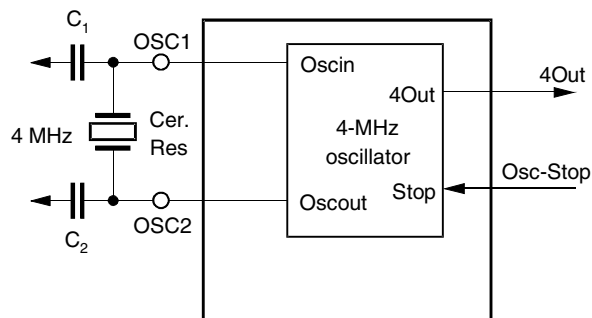 C1
OSC1
Oscin
4Out
4Out
4 MHz
Cer.
Res
4-MHz
oscillator
Osc-Stop
Stop
Oscout
OSC2
C2